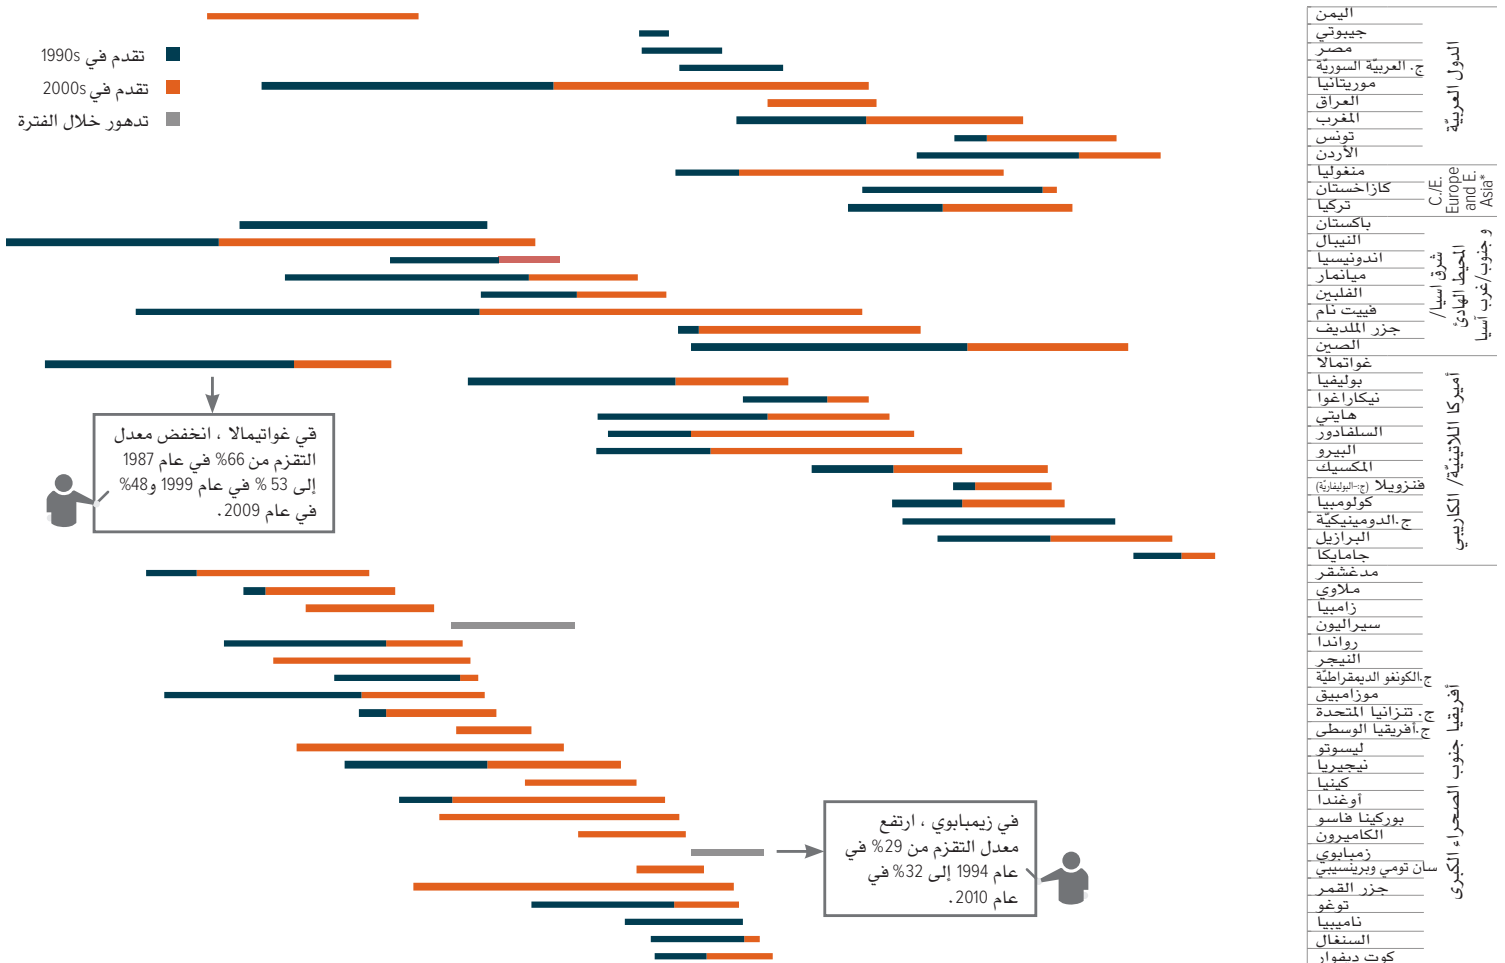 تقدم في 1990s
تقدم في 2000s
تدهور خلال الفترة
الدول العربيّة
اليمن
جيبوتي
مصر
ج. العربيّة السوريّة
موريتانيا
العراق
المغرب
تونس
الأردن
C./E.
Europe
and E.
Asia*
منغوليا
كازاخستان
تركيا
شرق آسيا/
المحيط الهادئ
و جنوب/غرب آسيا
باكستان
النيبال
اندونيسيا
ميانمار
الفلبين
فييت نام
جزر الملديف
الصين
أميركا اللاتينيّة/ الكاريبي
غواتمالا
بوليفيا
نيكاراغوا
هايتي
السلفادور
البيرو
المكسيك
فنزويلا (ج.-البوليفاريّة)
كولومبيا
ج.الدومينيكيّة
البرازيل
جامايكا
قي غواتيمالا ، انخفض معدل
التقزم من 66% في عام 1987
إلى 53 % في عام 1999 و48%
في عام 2009.
أفريقيا جنوب الصحراء الكبرى
مدغشقر
ملاوي
زامبيا
سيراليون
رواندا
النيجر
ج.الكونغو الديمقراطيّة
موزامبيق
ج. تنزانيا المتحدة
ج.أفريقيا الوسطى
ليسوتو
نيجيريا
كينيا
أوغندا
بوركينا فاسو
الكاميرون
زمبابوي
سان تومي وبرينسيبي
جزر القمر
توغو
ناميبيا
السنغال
كوت ديفوار
في زيمبابوي ، ارتفع
معدل التقزم من 29% في
عام 1994 إلى 32% في
عام 2010.